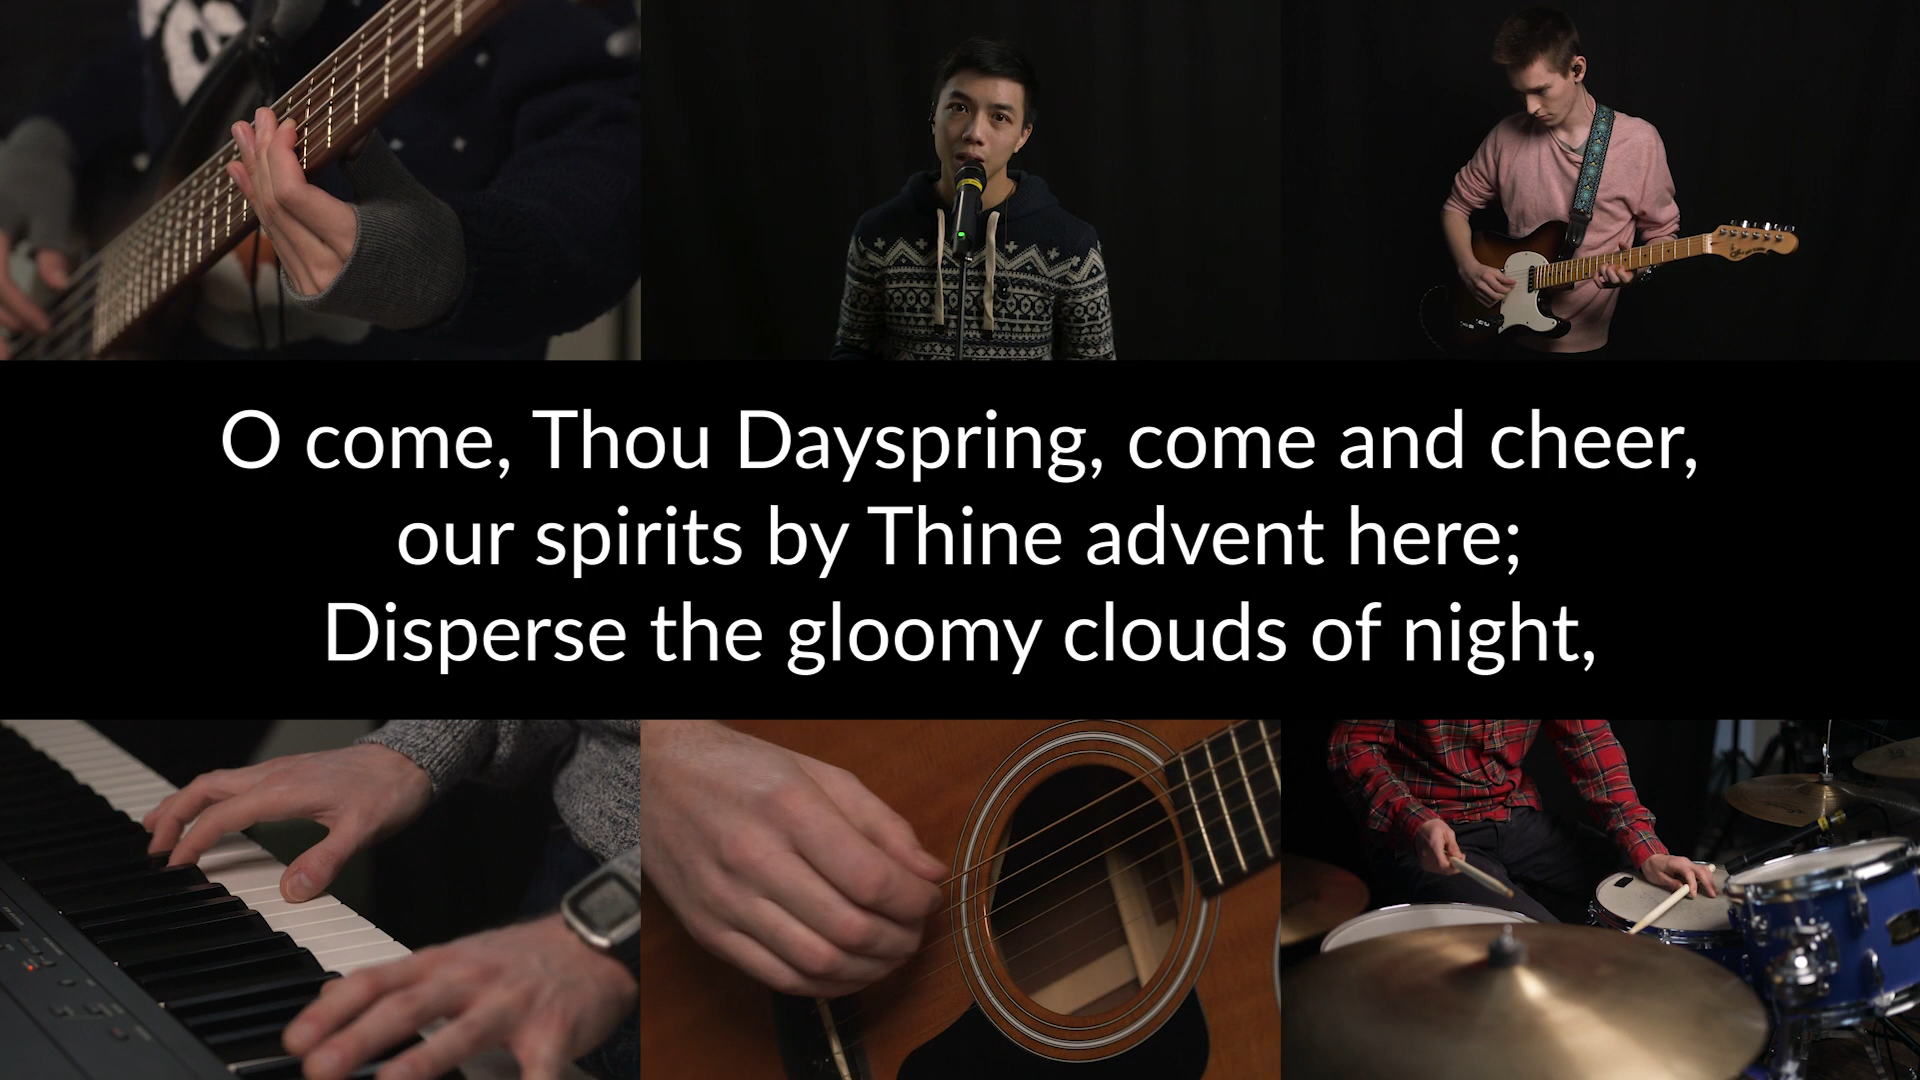 O come, Thou Dayspring, come and cheer,
our spirits by Thine advent here;
Disperse the gloomy clouds of night,